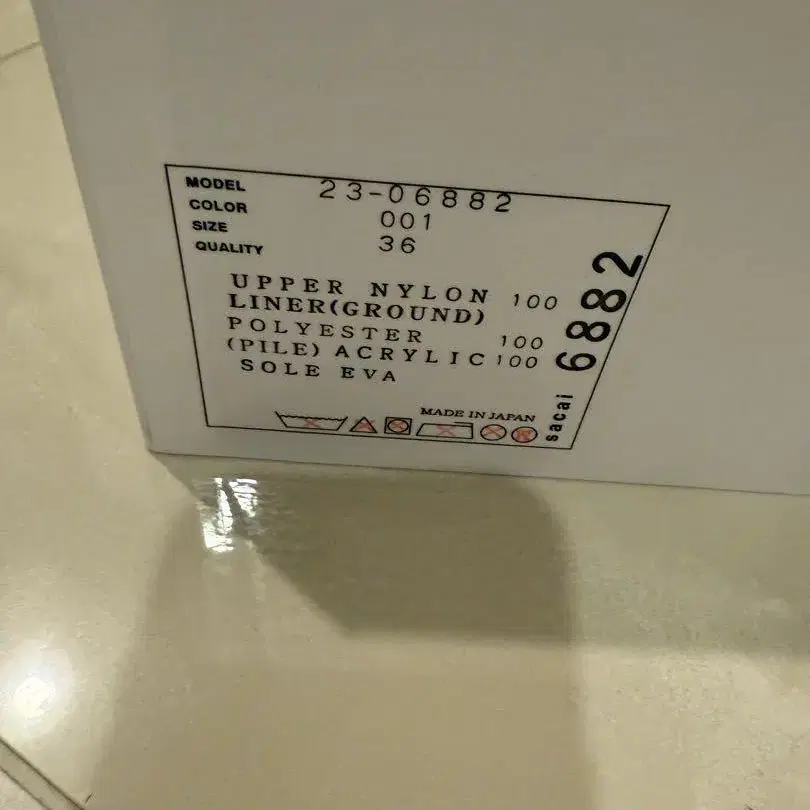 MODEL 23-06882
COLOR 001
SIZE 36
QUALITY
UPPER NYLON 100
LINER(GROUND)
POLYESTER 100
(PILE) ACRYLIC 100
SOLE EVA
MADE IN JAPAN
sacai 6882